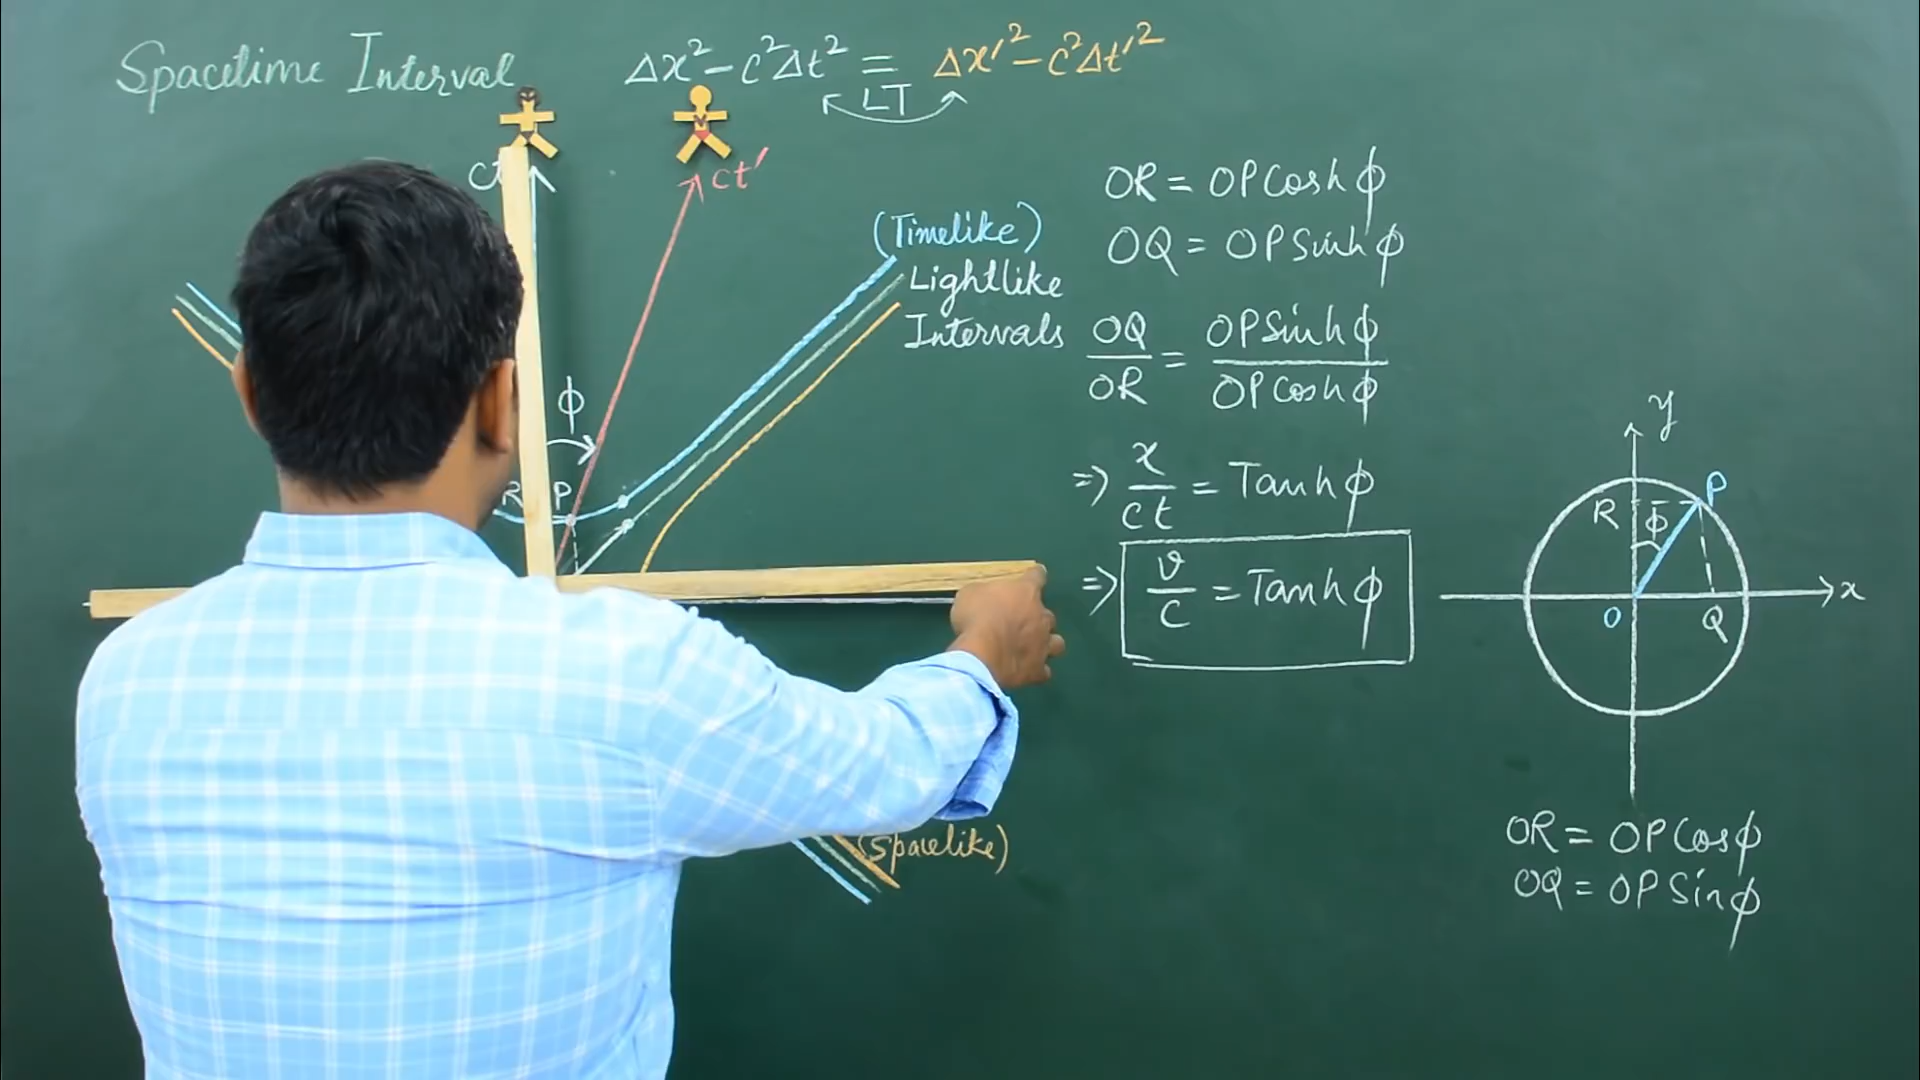 Spacetime Interval
Δx² - c²Δt² = Δx'² - c²Δt'²
LT
ct'
(Timelike)
Lightlike
Intervals
ϕ
R P
(Spacelike)
OR = OP Cosh ϕ
OQ = OP Sinh ϕ
OQ/OR = OP Sinh ϕ/OP Cosh ϕ
=> x/ct = Tanh ϕ
=> v/c = Tanh ϕ
y
P
R ϕ
x
O Q
OR = OP Cos ϕ
OQ = OP Sin ϕ